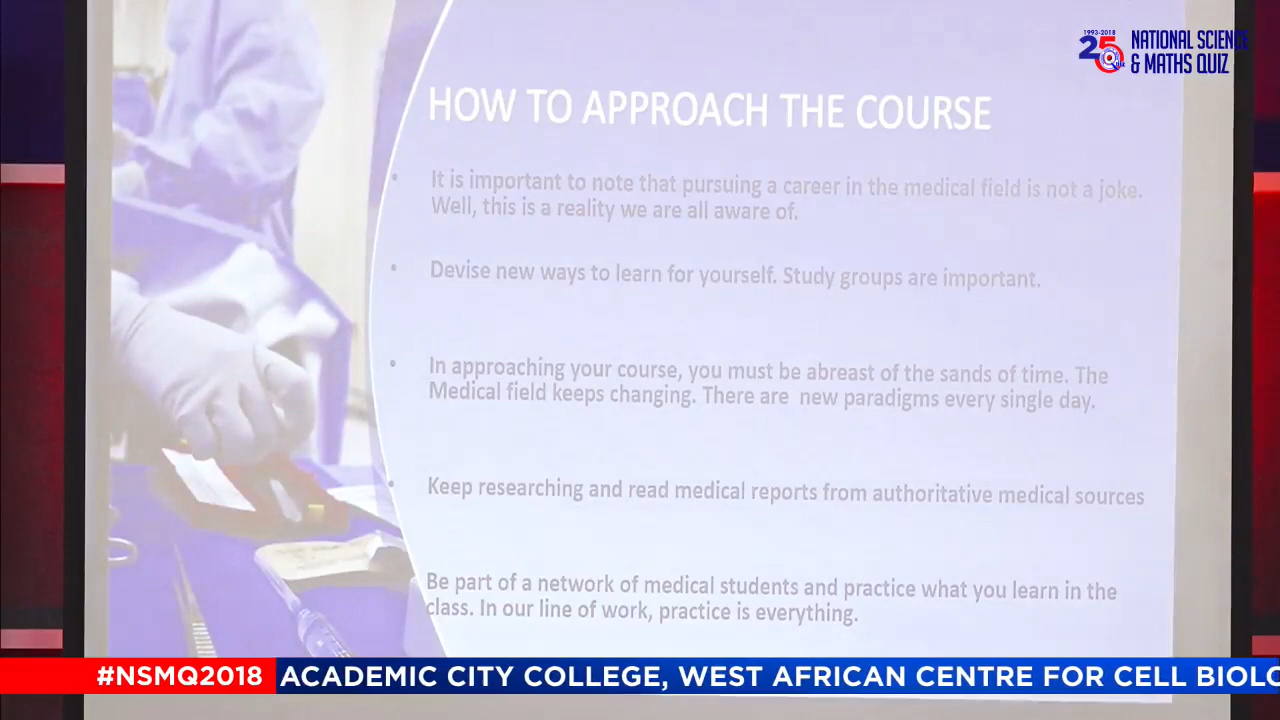 1993-2018
25
NATIONAL SCIENCE
& MATHS QUIZ
HOW TO APPROACH THE COURSE
• It is important to note that pursuing a career in the medical field is not a joke.
Well, this is a reality we are all aware of.
• Devise new ways to learn for yourself. Study groups are important.
• In approaching your course, you must be abreast of the sands of time. The
Medical field keeps changing. There are new paradigms every single day.
• Keep researching and read medical reports from authoritative medical sources
Be part of a network of medical students and practice what you learn in the
class. In our line of work, practice is everything.
#NSMQ2018 ACADEMIC CITY COLLEGE, WEST AFRICAN CENTRE FOR CELL BIOLO